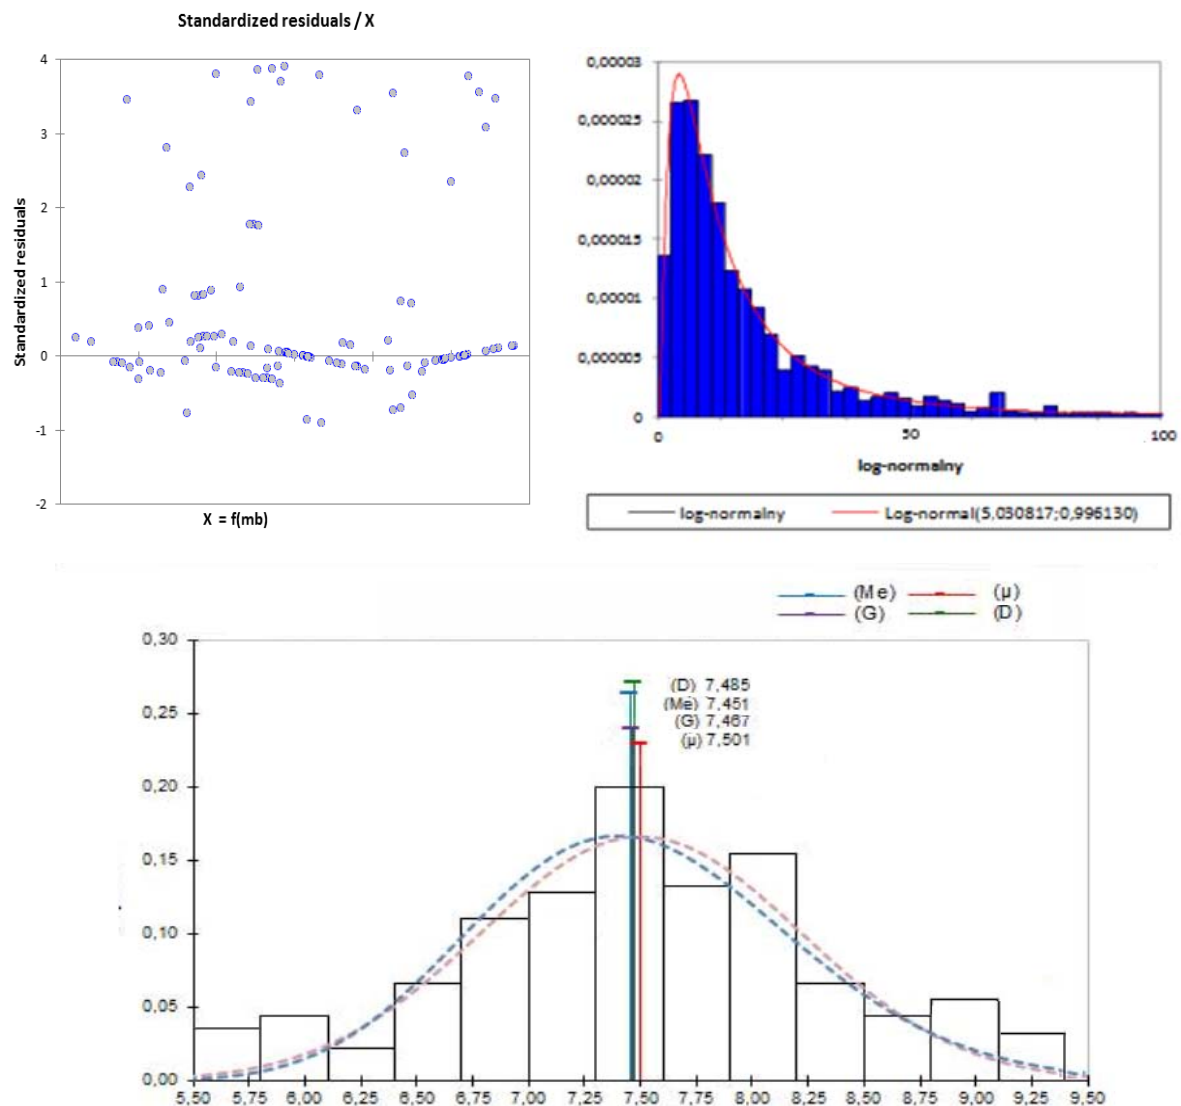 Standardized residuals / X
4
3
2
1
0
-1
-2
Standardized residuals
X = f(mb)
0,00003
0,000025
0,00002
0,000015
0,00001
0,000005
0
0 50 100
log-normalny
log-normalny Log-normal(5,030817;0,996130)
(Me) (μ)
(G) (D)
0,30
0,25
0,20
0,15
0,10
0,05
0,00
(D) 7,485
(Me) 7,451
(G) 7,467
(μ) 7,501
5,50 5,75 6,00 6,25 6,50 6,75 7,00 7,25 7,50 7,75 8,00 8,25 8,50 8,75 9,00 9,25 9,50